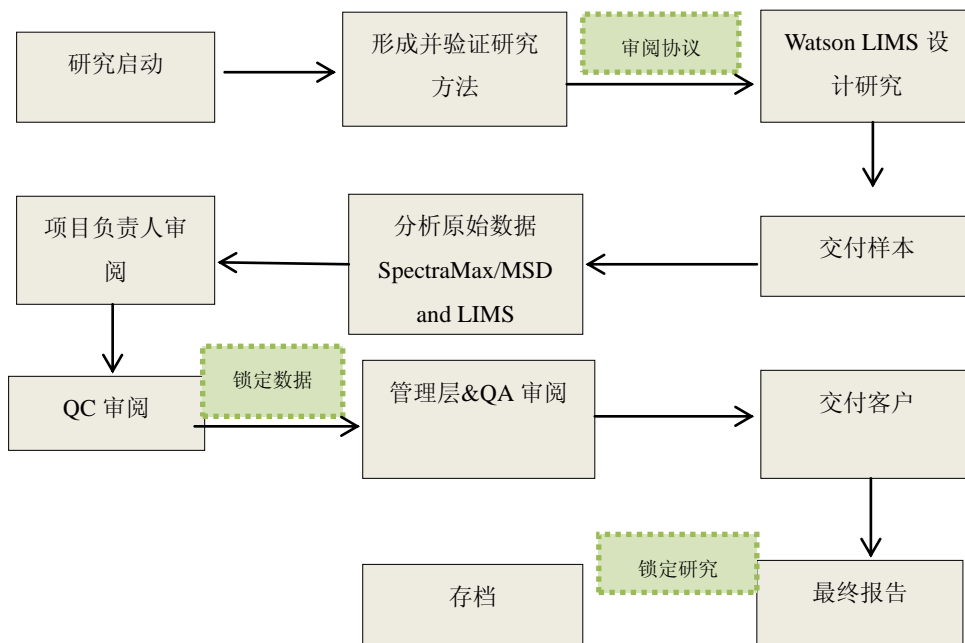 研究启动
形成并验证研究
方法
审阅协议
Watson LIMS 设
计研究
项目负责人审
阅
分析原始数据
SpectraMax/MSD
and LIMS
交付样本
QC 审阅
锁定数据
管理层&QA 审阅
交付客户
存档
锁定研究
最终报告